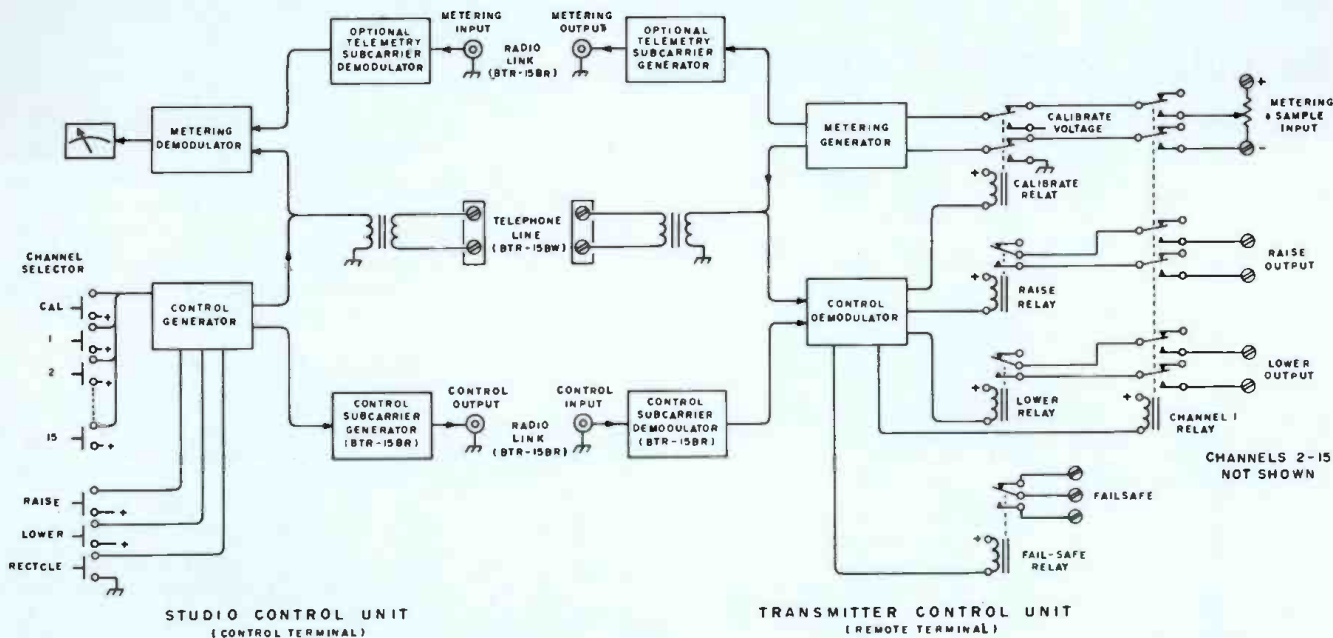 METERING
INPUT
METERING
OUTPUT
OPTIONAL
TELEMETRY
SUBCARRIER
DEMODULATOR
RADIO
LINK
(BTR-15BR)
OPTIONAL
TELEMETRY
SUBCARRIER
GENERATOR
METERING
DEMODULATOR
METERING
GENERATOR
CALIBRATE
VOLTAGE
+
METERING
SAMPLE
INPUT
-
+
CALIBRATE
RELAT
TELEPHONE
LINE
(BTR-15BW)
CHANNEL
SELECTOR
CAL
+
1
+
2
+
15
+
CONTROL
GENERATOR
CONTROL
DEMODULATOR
+
RAISE
RELAY
RAISE
OUTPUT
+
LOWER
RELAY
LOWER
OUTPUT
+
CHANNEL 1
RELAY
CONTROL
SUBCARRIER
GENERATOR
(BTR-15BR)
CONTROL
OUTPUT
RADIO
LINK
(BTR-15BR)
CONTROL
INPUT
CONTROL
SUBCARRIER
DEMODULATOR
(BTR-15BR)
CHANNELS 2-15
NOT SHOWN
RAISE
+
LOWER
+
RECTCLE
FAILSAFE
+
FAIL-SAFE
RELAY
STUDIO CONTROL UNIT
(CONTROL TERMINAL)
TRANSMITTER CONTROL UNIT
(REMOTE TERMINAL)